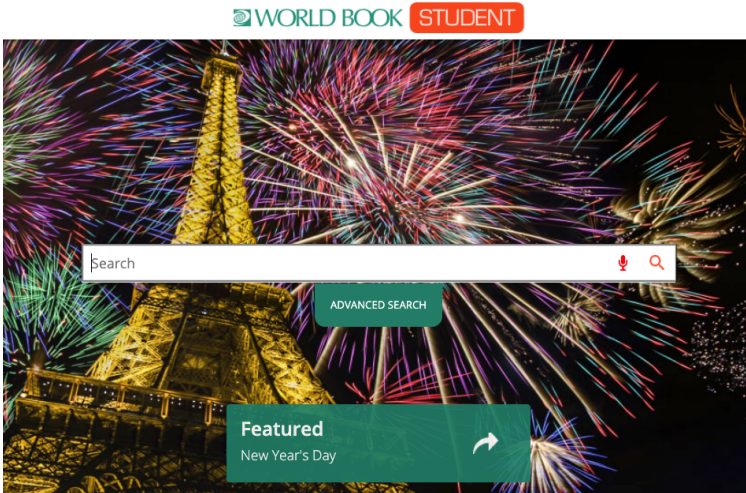 WORLD BOOK STUDENT
Search
ADVANCED SEARCH
Featured
New Year's Day